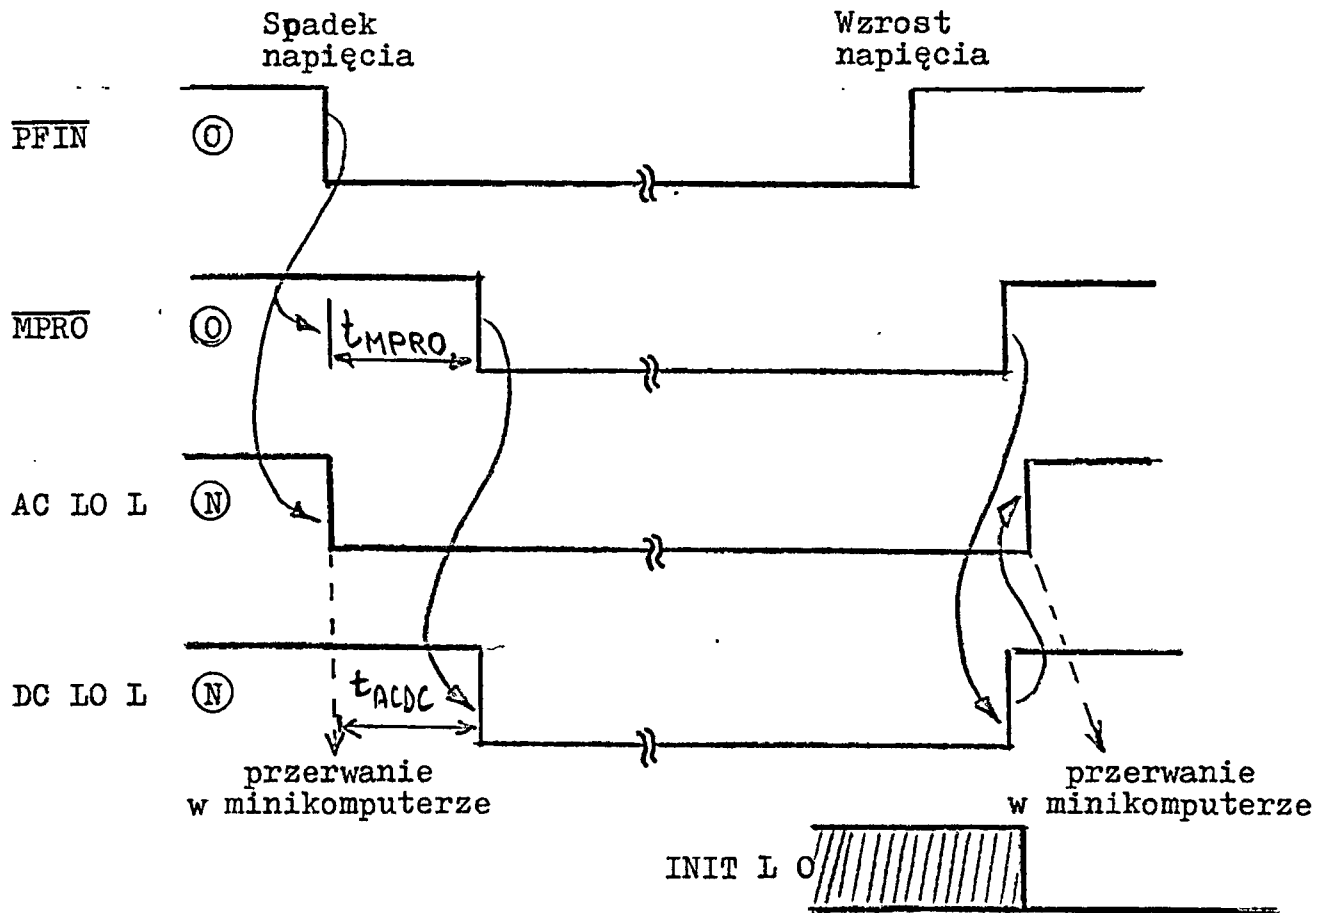 Spadek
napięcia
Wzrost
napięcia
PFIN O
MPRO O
tMPRO
AC LO L N
DC LO L N
tACDC
przerwanie
w minikomputerze
przerwanie
w minikomputerze
INIT L O